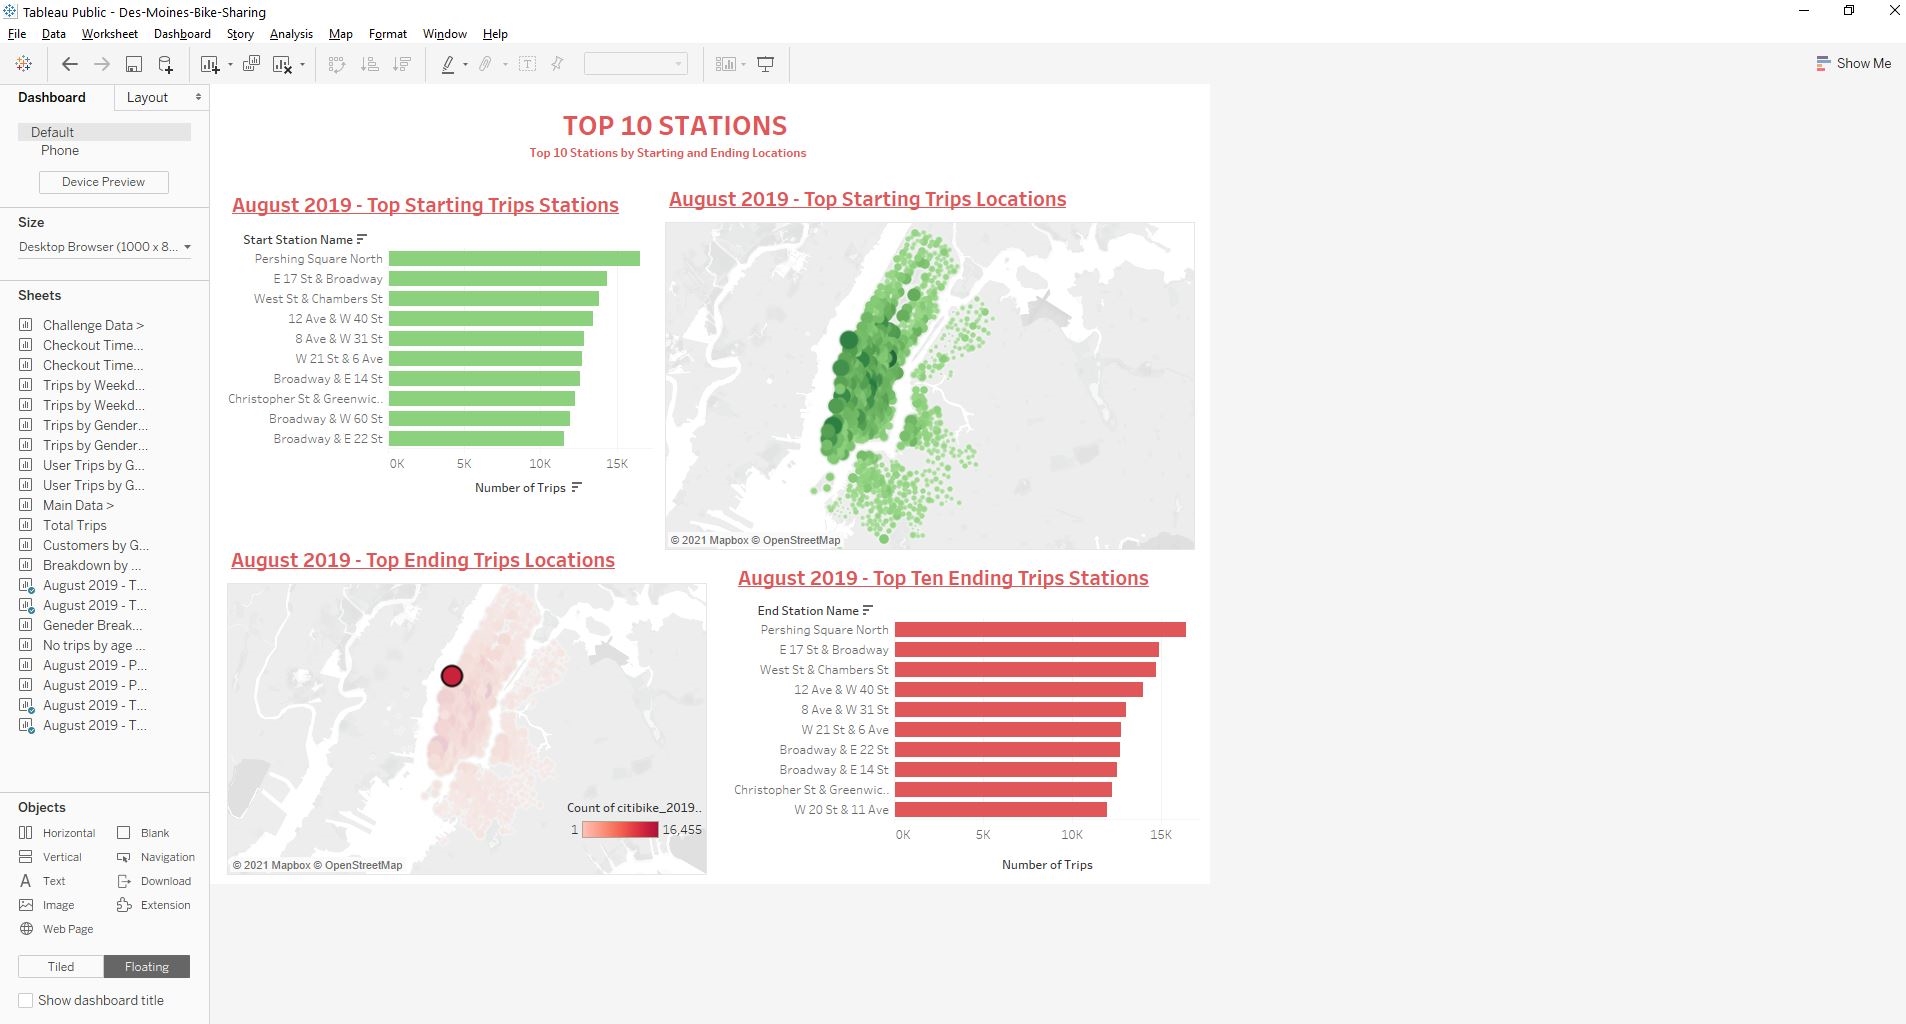 Tableau Public - Des-Moines-Bike-Sharing
File Data Worksheet Dashboard Story Analysis Map Format Window Help
Show Me
Dashboard Layout
Default
Phone
Device Preview
Size
Desktop Browser (1000 x 8...
Sheets
Challenge Data >
Checkout Time...
Checkout Time...
Trips by Weekd...
Trips by Weekd...
Trips by Gender...
Trips by Gender...
User Trips by G...
User Trips by G...
Main Data >
Total Trips
Customers by G...
Breakdown by ...
August 2019 - T...
August 2019 - T...
Geneder Break...
No trips by age ...
August 2019 - P...
August 2019 - P...
August 2019 - T...
August 2019 - T...
Objects
Horizontal Blank
Vertical Navigation
Text Download
Image Extension
Web Page
Tiled Floating
Show dashboard title
TOP 10 STATIONS
Top 10 Stations by Starting and Ending Locations
August 2019 - Top Starting Trips Stations
Start Station Name
Pershing Square North
E 17 St & Broadway
West St & Chambers St
12 Ave & W 40 St
8 Ave & W 31 St
W 21 St & 6 Ave
Broadway & E 14 St
Christopher St & Greenwic..
Broadway & W 60 St
Broadway & E 22 St
0K 5K 10K 15K
Number of Trips
August 2019 - Top Starting Trips Locations
© 2021 Mapbox © OpenStreetMap
August 2019 - Top Ending Trips Locations
Count of citibike_2019..
1 16,455
© 2021 Mapbox © OpenStreetMap
August 2019 - Top Ten Ending Trips Stations
End Station Name
Pershing Square North
E 17 St & Broadway
West St & Chambers St
12 Ave & W 40 St
8 Ave & W 31 St
W 21 St & 6 Ave
Broadway & E 22 St
Broadway & E 14 St
Christopher St & Greenwic..
W 20 St & 11 Ave
0K 5K 10K 15K
Number of Trips